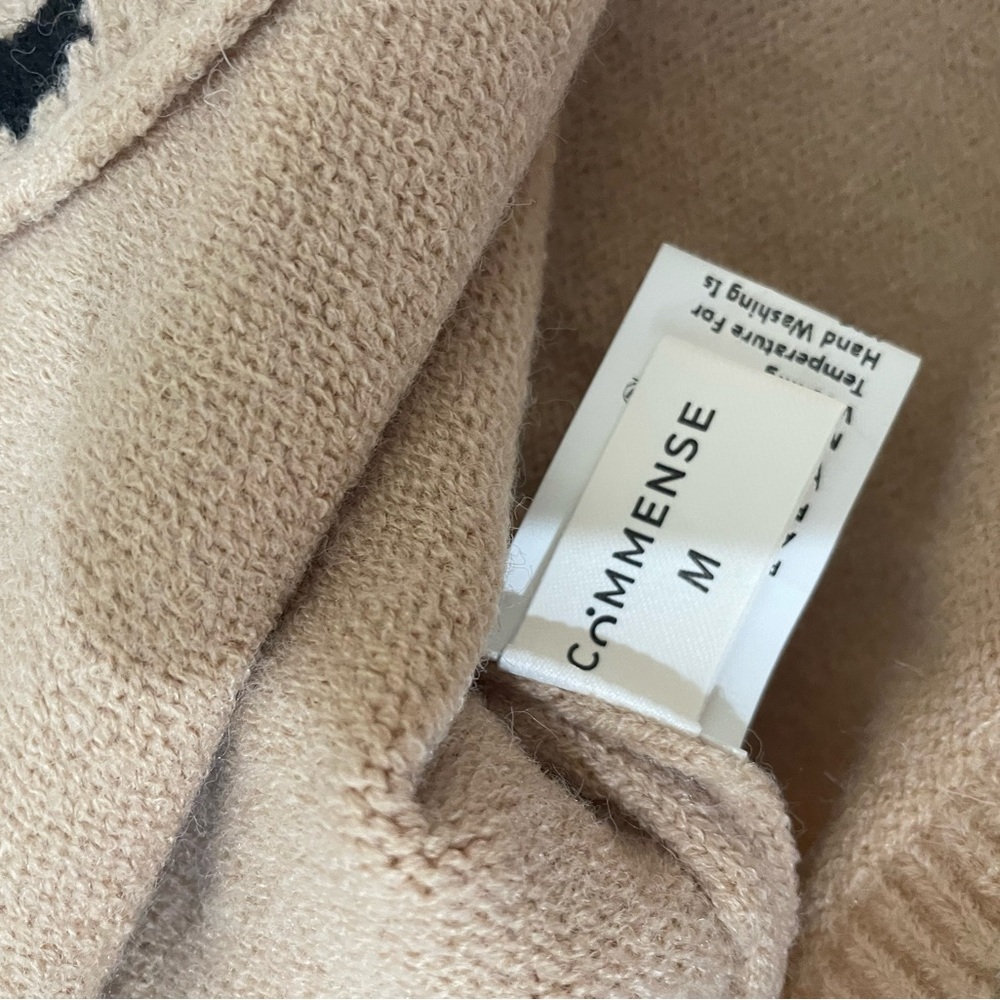 COMMENSE
M
Temperature For
Hand Washing Is